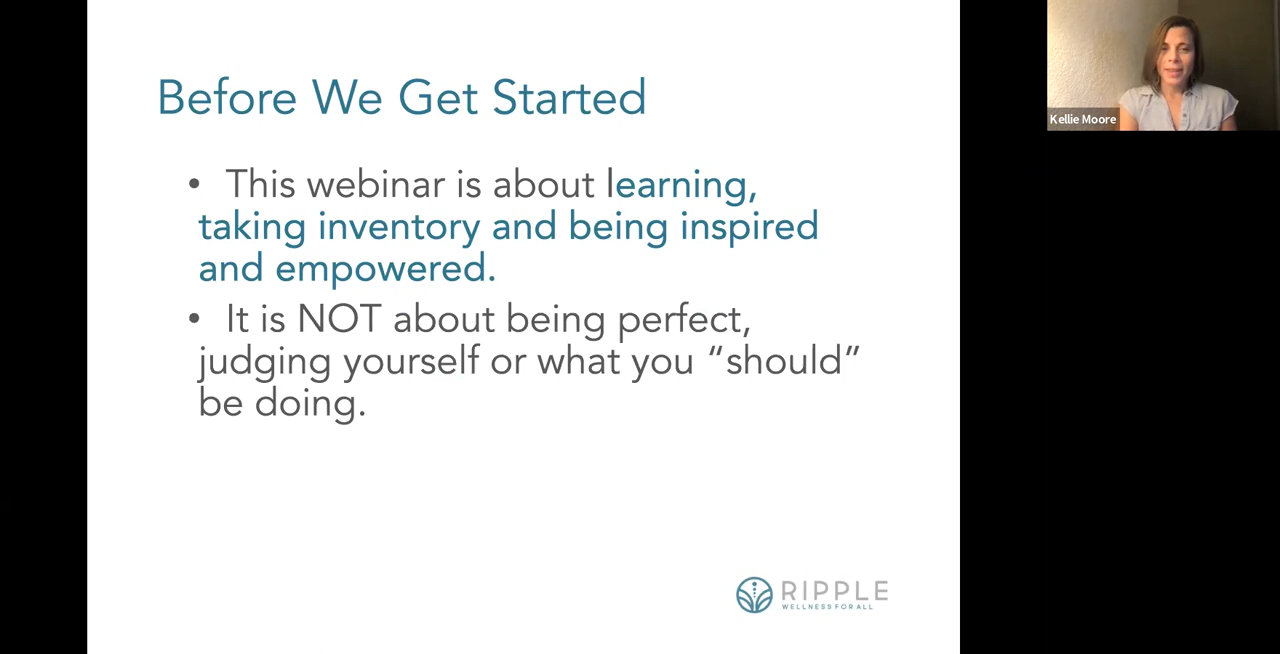 Before We Get Started
• This webinar is about learning,
taking inventory and being inspired
and empowered.
• It is NOT about being perfect,
judging yourself or what you “should”
be doing.
RIPPLE
WELLNESS FOR ALL
Kellie Moore